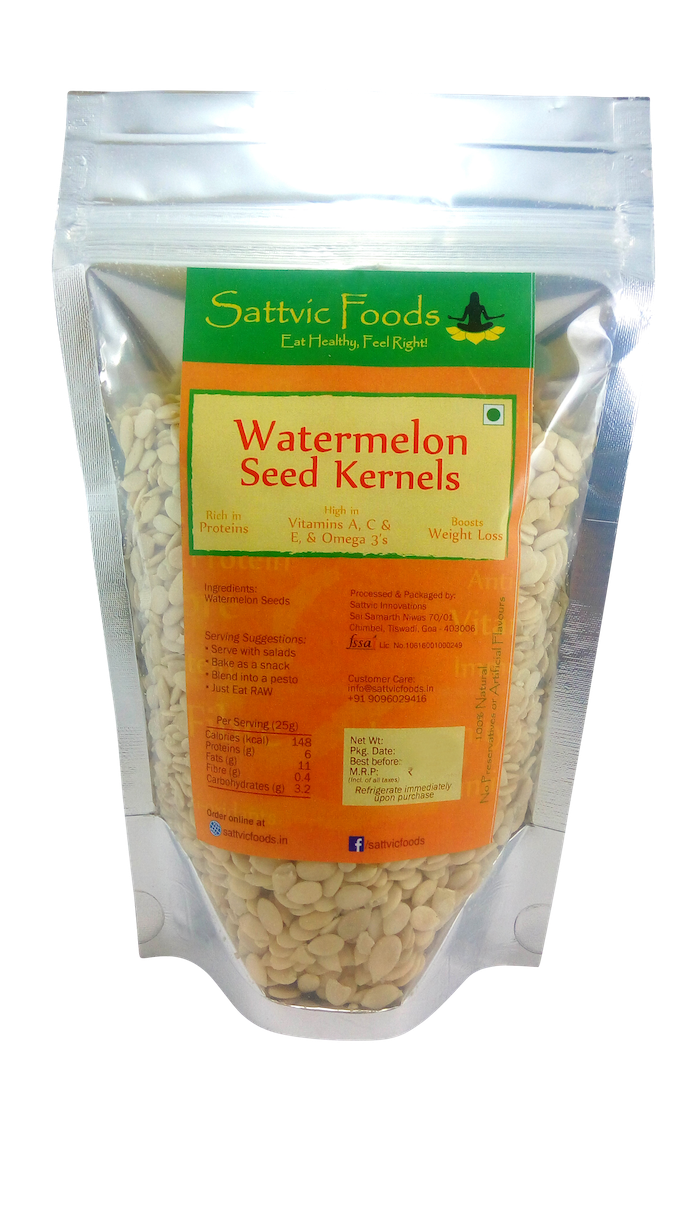 Sattvic Foods
Eat Healthy, Feel Right!
Watermelon
Seed Kernels
Rich in
Proteins
High in
Vitamins A, C &
E, & Omega 3's
Boosts
Weight Loss
Protein
Anti
Ingredients:
Watermelon Seeds
Serving Suggestions:
• Serve with salads
• Bake as a snack
• Blend into a pesto
• Just Eat RAW
Per Serving (25g)
Calories (kcal) 148
Proteins (g) 6
Fats (g) 11
Fibre (g) 0.4
Carbohydrates (g) 3.2
Order online at
sattvicfoods.in
Processed & Packaged by:
Sattvic Innovations
Sai Samarth Niwas 70/01
Chimbel, Tiswadi, Goa - 403006
fssai Lic No.10618001000249
Customer Care:
info@sattvicfoods.in
+91 9096029416
Net Wt:
Pkg. Date:
Best before:
M.R.P: ₹
(Incl. of all taxes)
Refrigerate immediately
upon purchase
/sattvicfoods
100% Natural
No Preservatives or Artificial Flavours